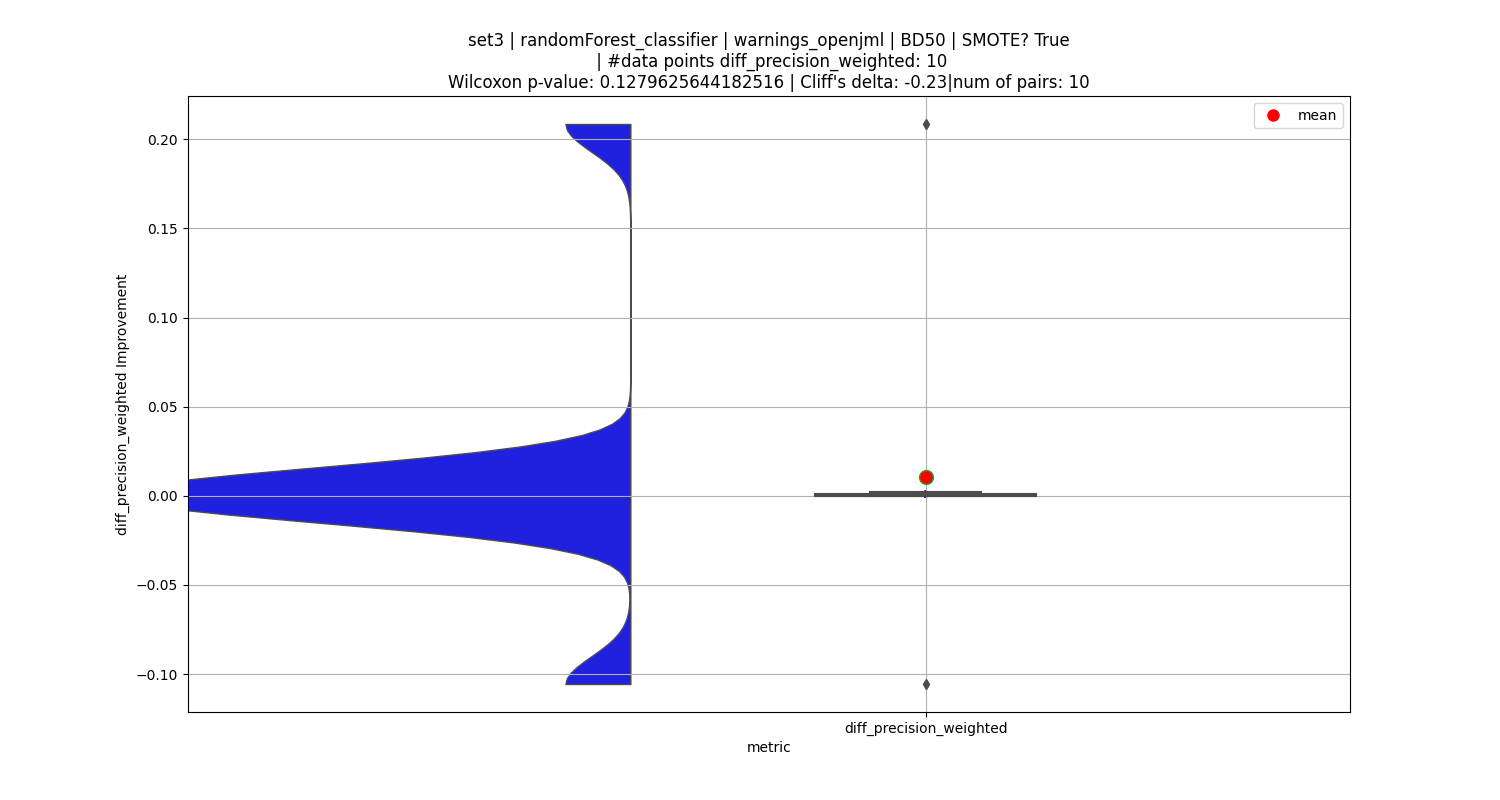 set3 | randomForest_classifier | warnings_openjml | BD50 | SMOTE? True
| #data points diff_precision_weighted: 10
Wilcoxon p-value: 0.1279625644182516 | Cliff's delta: -0.23|num of pairs: 10
mean
0.20
0.15
0.10
0.05
0.00
−0.05
−0.10
diff_precision_weighted Improvement
diff_precision_weighted
metric